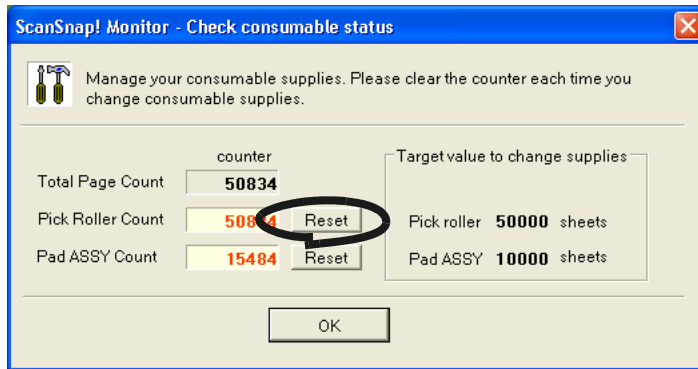 ScanSnap! Monitor - Check consumable status
Manage your consumable supplies. Please clear the counter each time you
change consumable supplies.
counter
Target value to change supplies
Total Page Count 50834
Pick Roller Count Reset
Pick roller 50000 sheets
Pad ASSY Count 15484 Reset
Pad ASSY 10000 sheets
OK